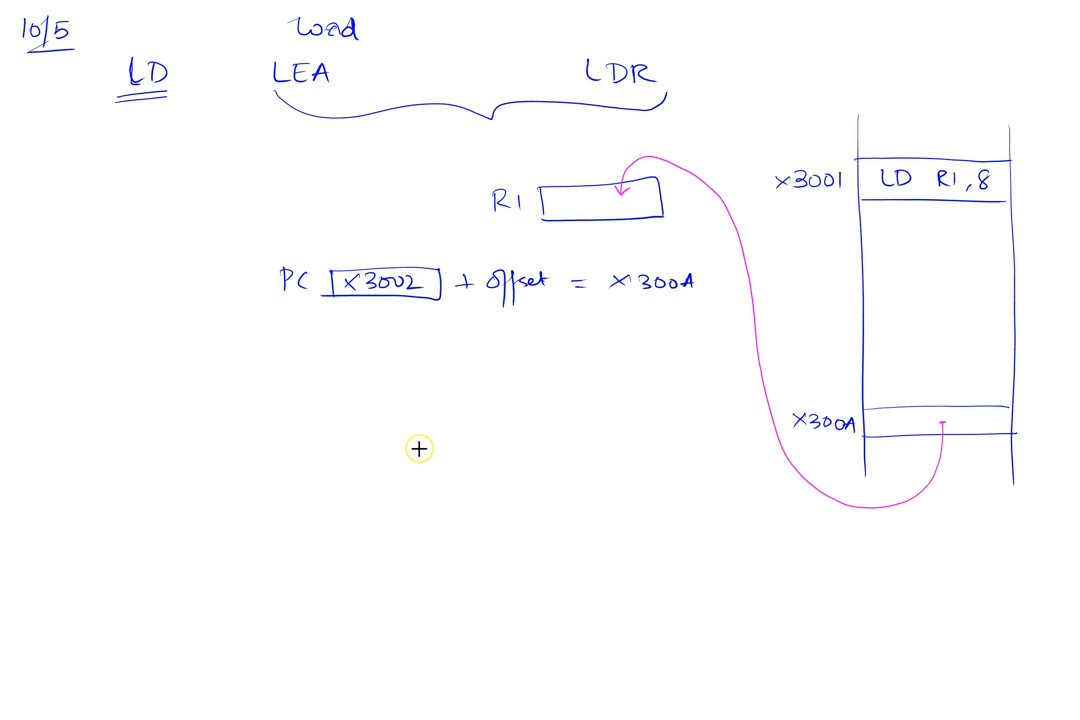 10/5
Load
LD LEA LDR
x3001 LD R1, 8
R1
PC x3002 + offset = x300A
x300A